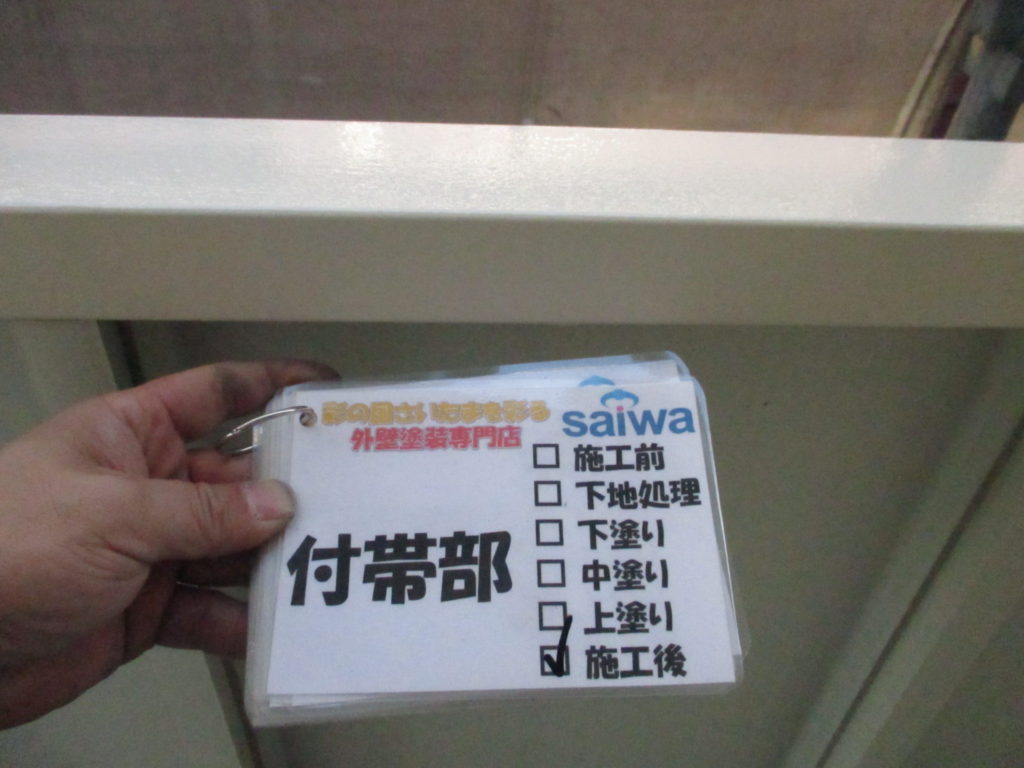 彩の国さいたまを彩る
外壁塗装専門店
saiwa
付帯部
□ 施工前
□ 下地処理
□ 下塗り
□ 中塗り
□ 上塗り
☑ 施工後